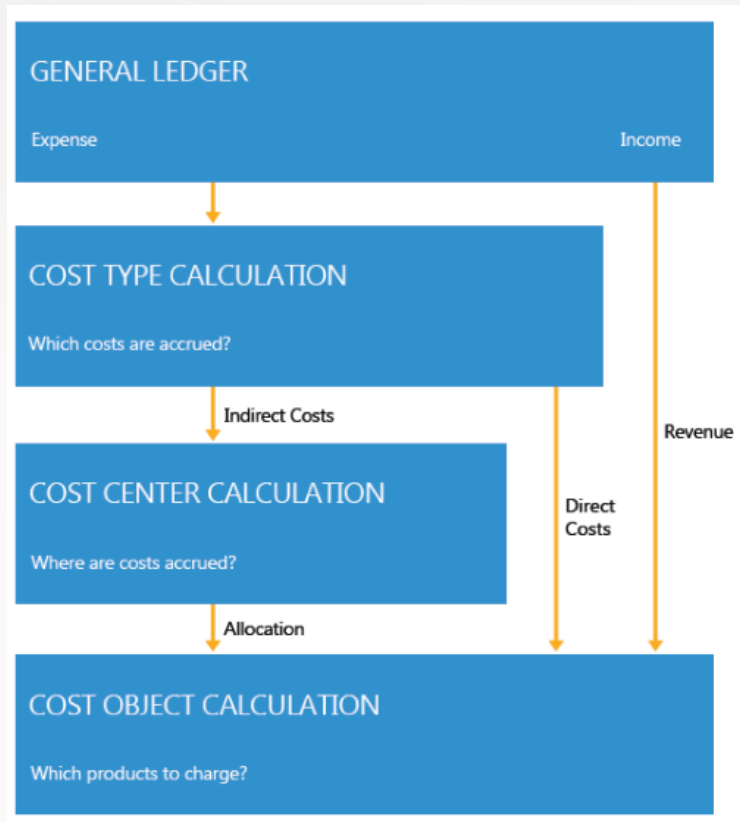 GENERAL LEDGER
Expense
Income
COST TYPE CALCULATION
Which costs are accrued?
Indirect Costs
Revenue
COST CENTER CALCULATION
Direct
Costs
Where are costs accrued?
Allocation
COST OBJECT CALCULATION
Which products to charge?